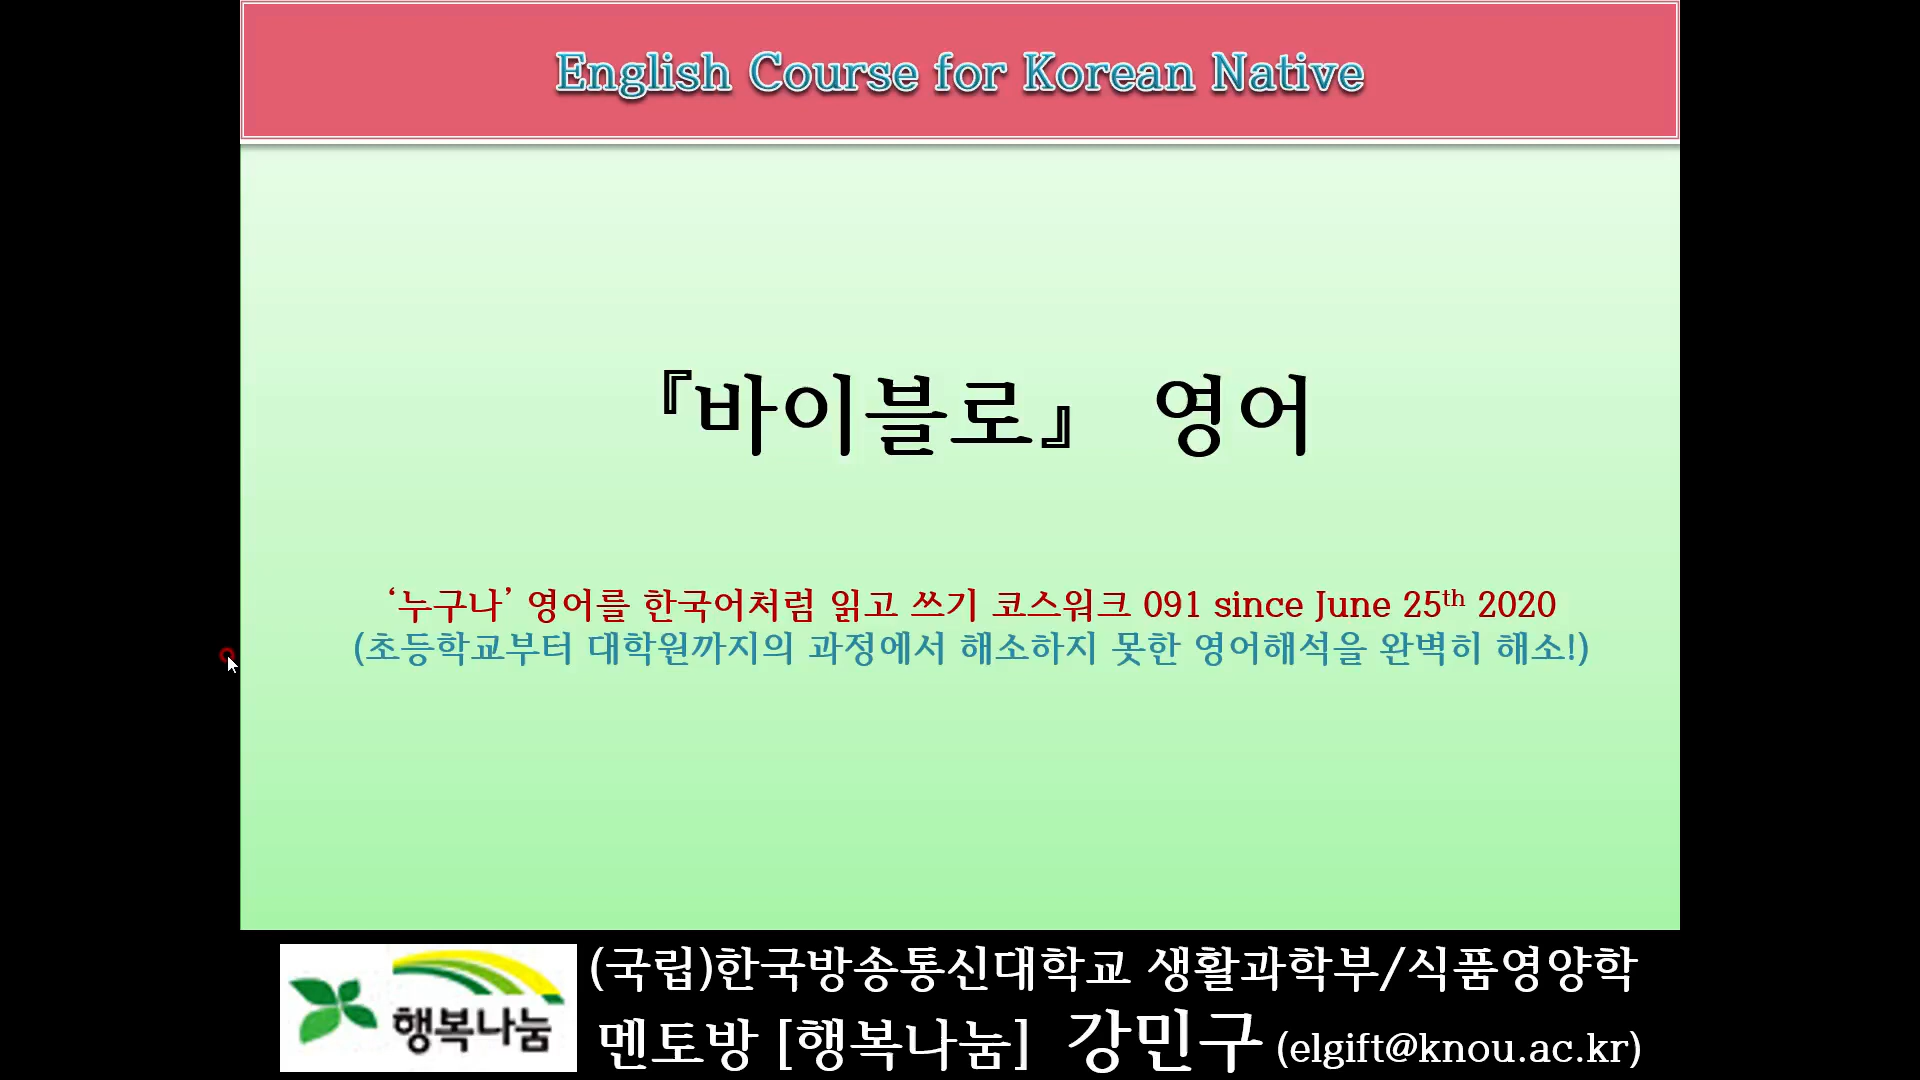 English Course for Korean Native
『바이블로』 영어
‘누구나’ 영어를 한국어처럼 읽고 쓰기 코스워크 091 since June 25th 2020
(초등학교부터 대학원까지의 과정에서 해소하지 못한 영어해석을 완벽히 해소!)
행복나눔
(국립)한국방송통신대학교 생활과학부/식품영양학
멘토방 [행복나눔] 강민구 (elgift@knou.ac.kr)